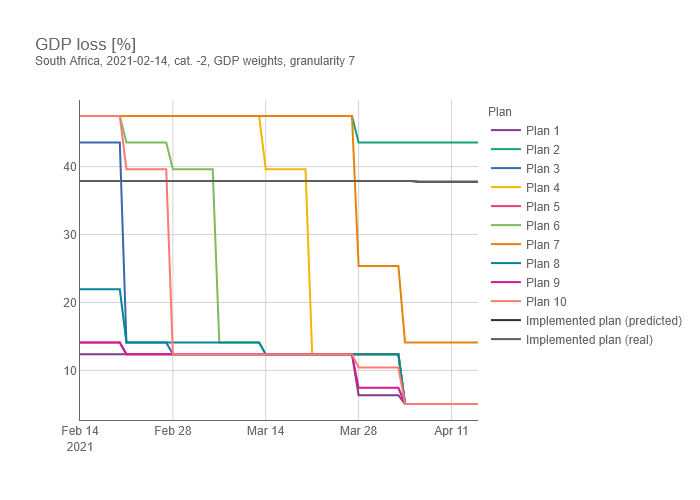 GDP loss [%]
South Africa, 2021-02-14, cat. -2, GDP weights, granularity 7
Plan
Plan 1
Plan 2
Plan 3
Plan 4
Plan 5
Plan 6
Plan 7
Plan 8
Plan 9
Plan 10
Implemented plan (predicted)
Implemented plan (real)
40
30
20
10
Feb 14 Feb 28 Mar 14 Mar 28 Apr 11
2021